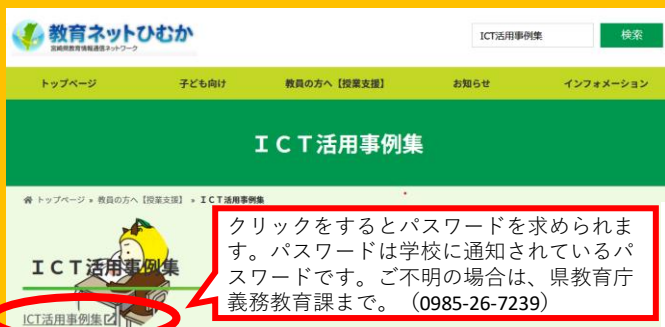 教育ネットひむか
宮崎県教育情報通信ネットワーク
ICT活用事例集
検索
トップページ
子ども向け
教員の方へ【授業支援】
お知らせ
インフォメーション
ＩＣＴ活用事例集
トップページ » 教員の方へ【授業支援】 » ＩＣＴ活用事例集
クリックをするとパスワードを求められま
す。パスワードは学校に通知されているパ
スワードです。ご不明の場合は、県教育庁
義務教育課まで。（0985-26-7239）
ＩＣＴ活用事例集
ICT活用事例集